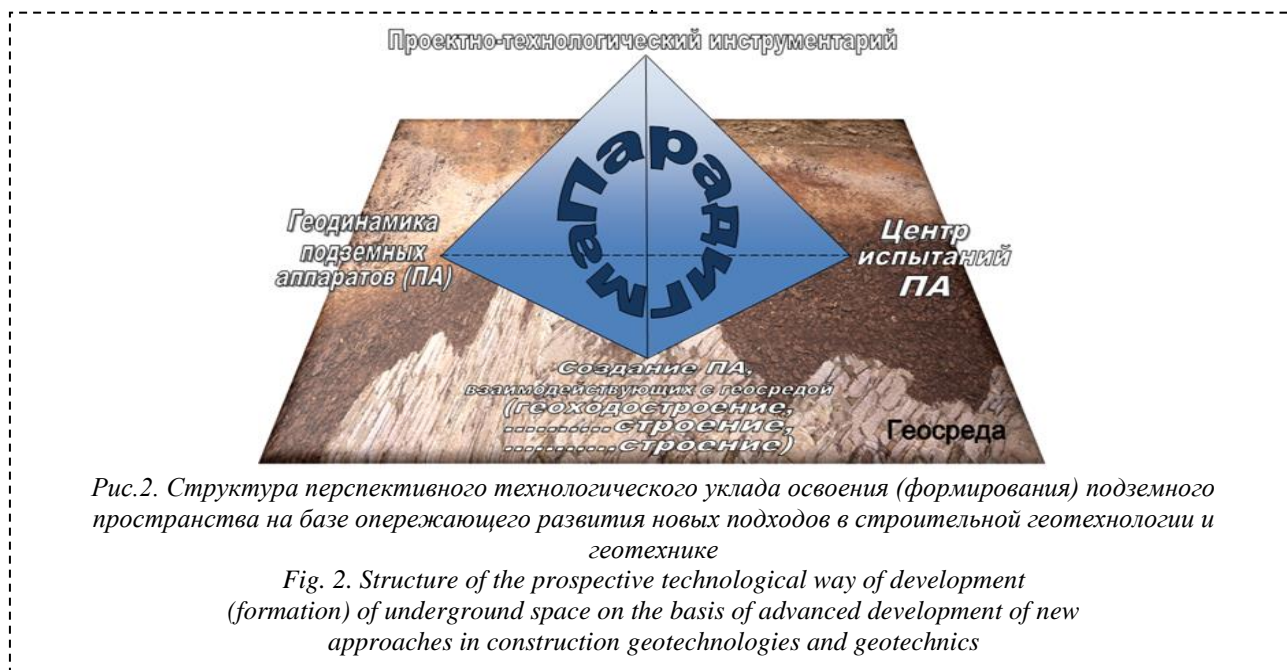 Проектно-технологический инструментарий
Парадигма
Геодинамика
подземных
аппаратов (ПА)
Центр
испытаний
ПА
Создание ПА,
взаимодействующих с геосредой
(геоходостроение,
..........строение,
...........строение)
Геосреда
Рис.2. Структура перспективного технологического уклада освоения (формирования) подземного
пространства на базе опережающего развития новых подходов в строительной геотехнологии и
геотехнике
Fig. 2. Structure of the prospective technological way of development
(formation) of underground space on the basis of advanced development of new
approaches in construction geotechnologies and geotechnics